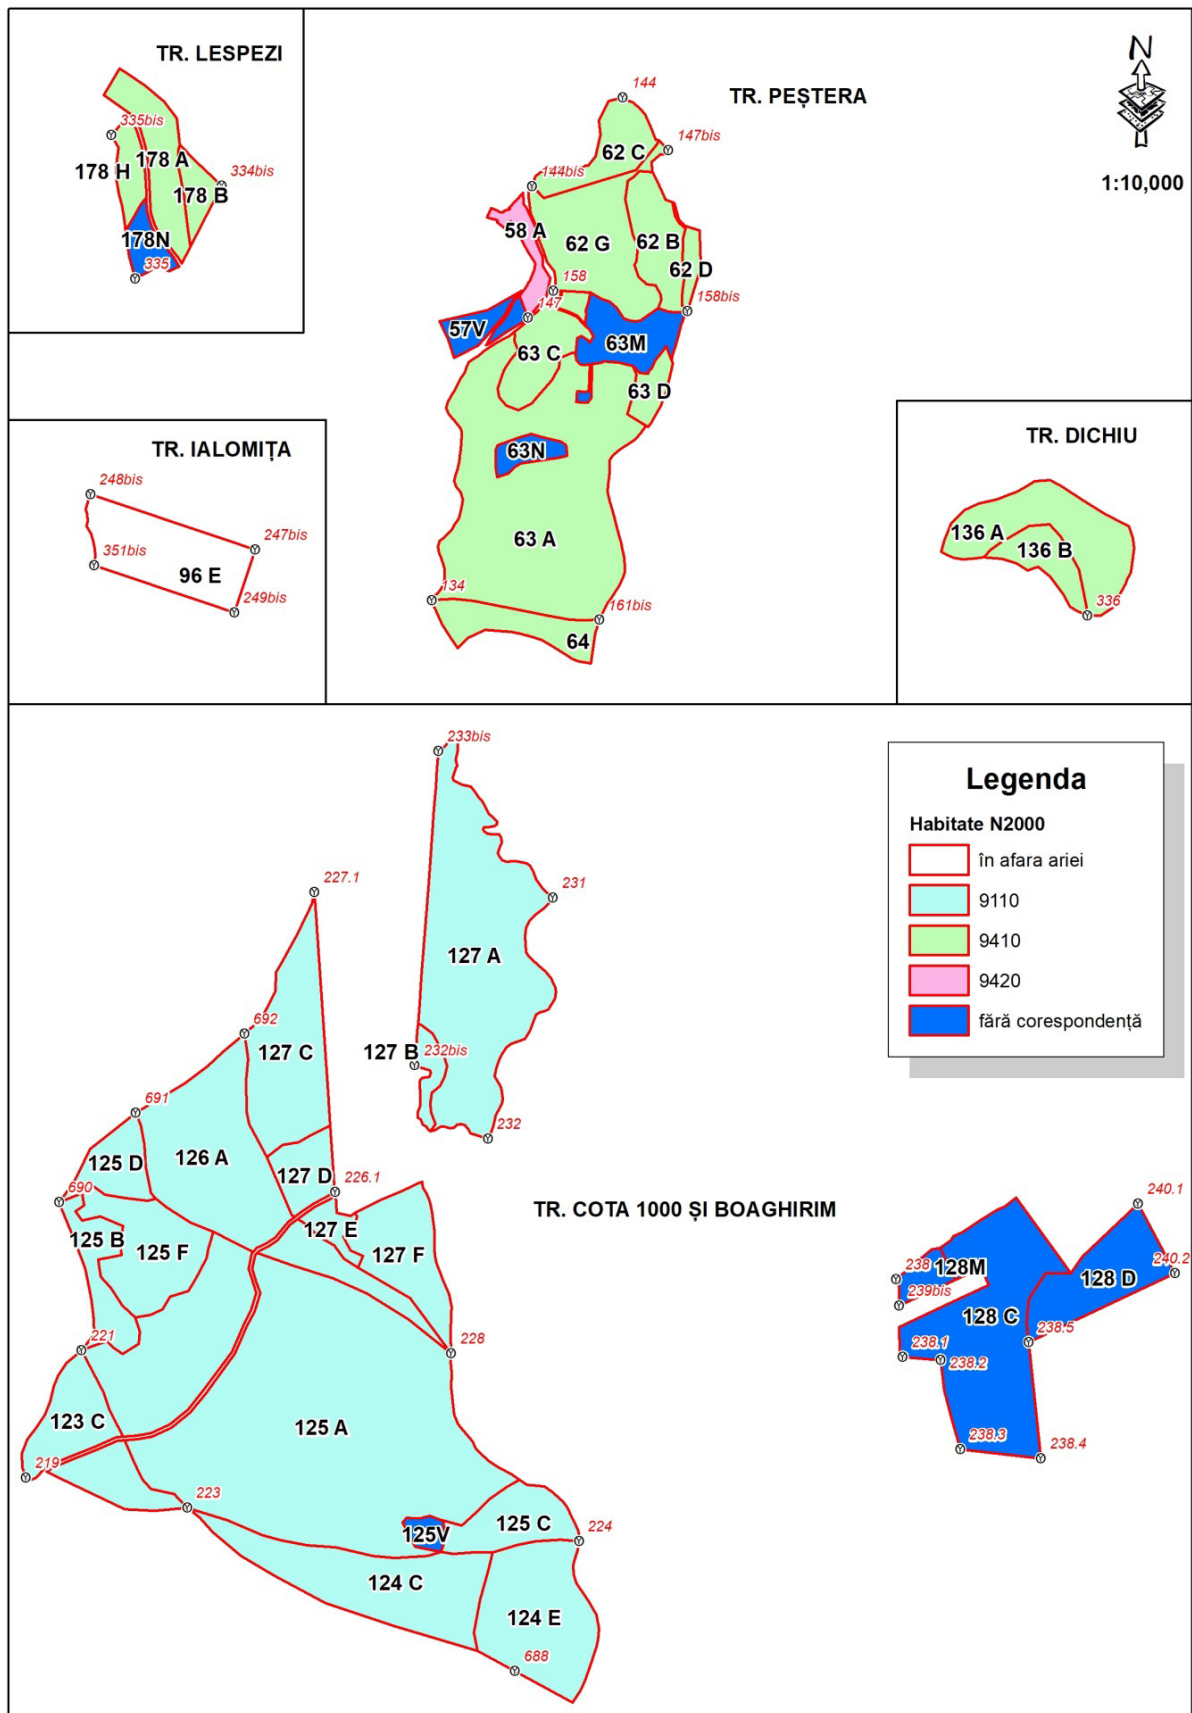 TR. LESPEZI
335bis
178 A
178 H
334bis
178 B
178N
335
TR. PEȘTERA
N
1:10,000
144
147bis
62 C
144bis
58 A
62 G
62 B
62 D
158
158bis
147
57V
63M
63 C
63 D
63N
63 A
134
161bis
64
TR. IALOMIȚA
248bis
247bis
351bis
96 E
249bis
TR. DICHIU
136 A
136 B
336
233bis
231
127 A
127 B
232bis
232
Legenda
Habitate N2000
în afara ariei
9110
9410
9420
fără corespondență
227.1
692
127 C
691
126 A
125 D
127 D
226.1
690
127 E
125 B
125 F
127 F
TR. COTA 1000 ȘI BOAGHIRIM
221
228
123 C
125 A
219
223
125V
125 C
224
124 C
124 E
688
240.1
238
128M
240.2
128 D
239bis
128 C
238.1
238.5
238.2
238.3
238.4